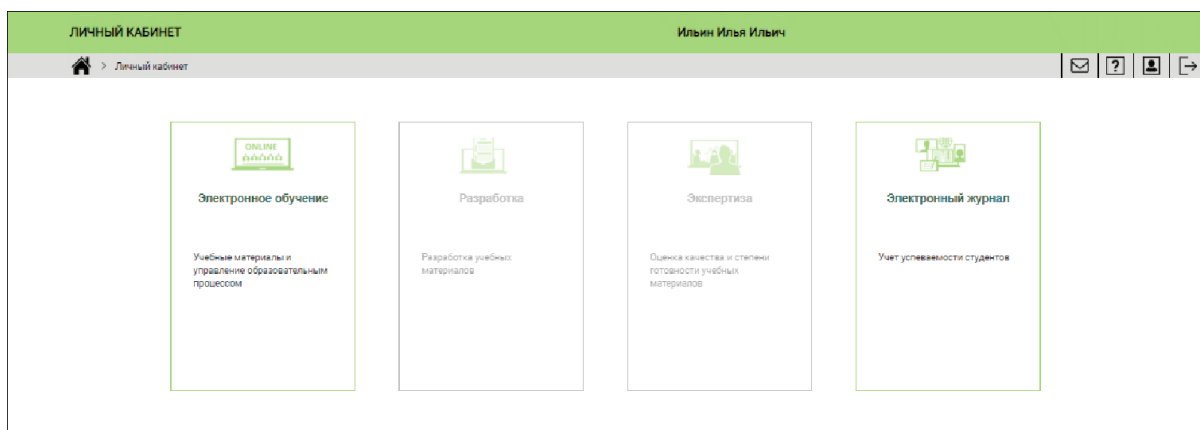 ЛИЧНЫЙ КАБИНЕТ
Ильин Илья Ильич
> Личный кабинет
?
ONLINE
Электронное обучение
Учебные материалы и
управление образовательным
процессом
Разработка
Разработка учебных
материалов
Экспертиза
Оценка качества и степени
готовности учебных
материалов
Электронный журнал
Учет успеваемости студентов